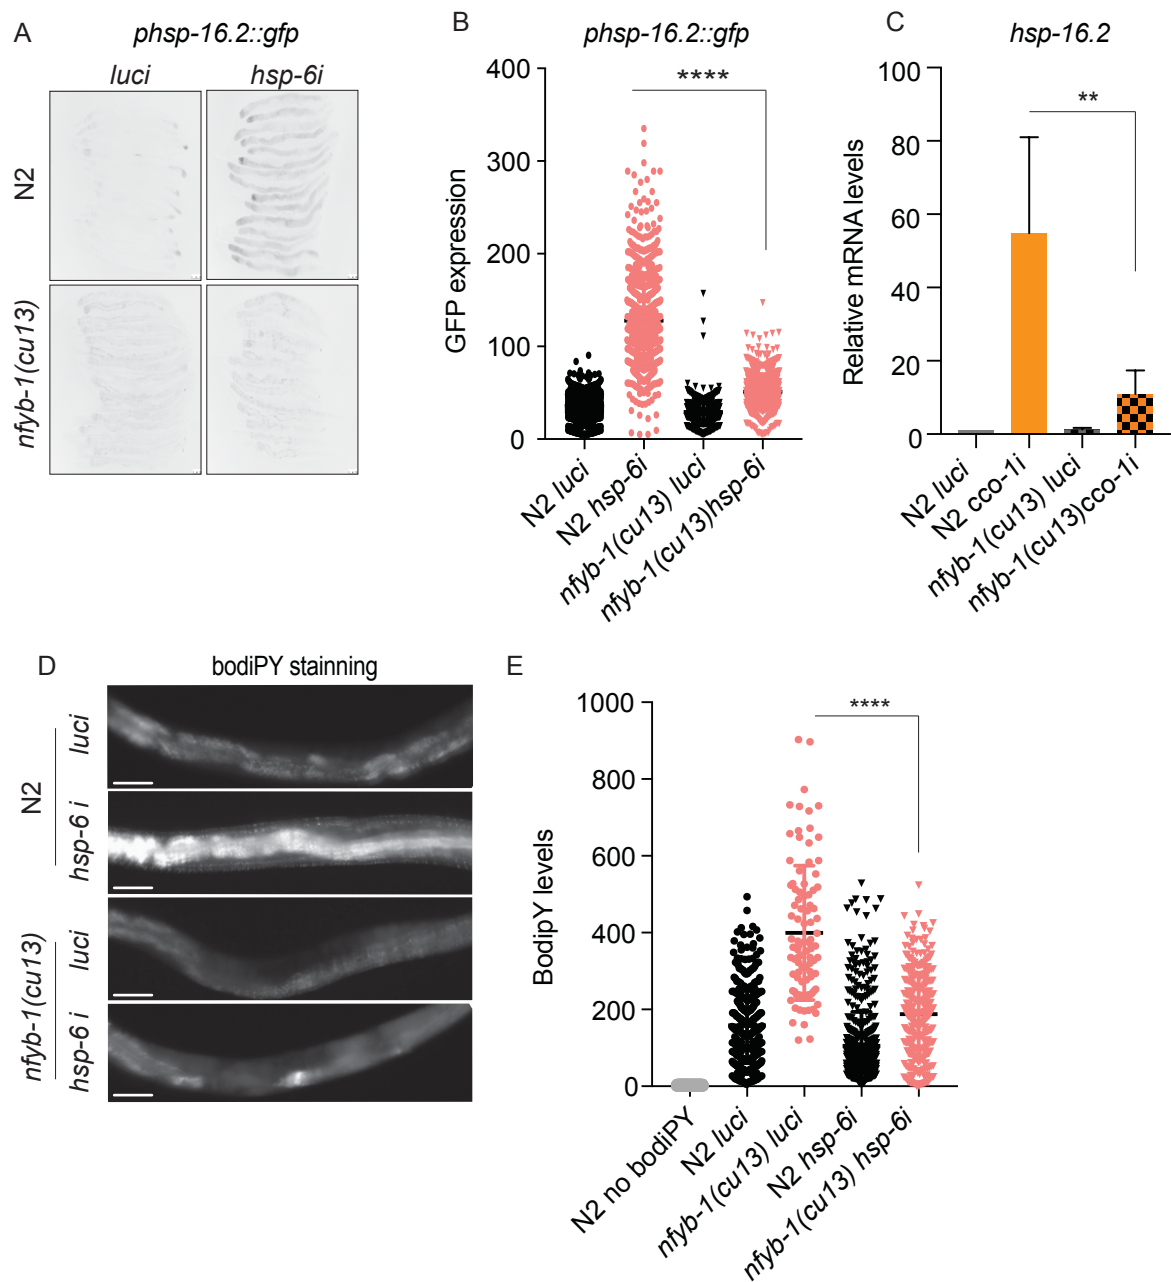 A
phsp-16.2::gfp
luci
hsp-6i
N2
nfyb-1(cu13)
B
phsp-16.2::gfp
****
GFP expression
400
300
200
100
0
N2 luci
N2 hsp-6i
nfyb-1(cu13) luci
nfyb-1(cu13)hsp-6i
C
hsp-16.2
**
Relative mRNA levels
100
80
60
40
20
0
N2 luci
N2 cco-1i
nfyb-1(cu13) luci
nfyb-1(cu13)cco-1i
D
bodiPY stainning
N2
luci
hsp-6 i
nfyb-1(cu13)
luci
hsp-6 i
E
****
BodipY levels
1000
800
600
400
200
0
N2 no bodiPY
N2 luci
nfyb-1(cu13) luci
N2 hsp-6i
nfyb-1(cu13) hsp-6i